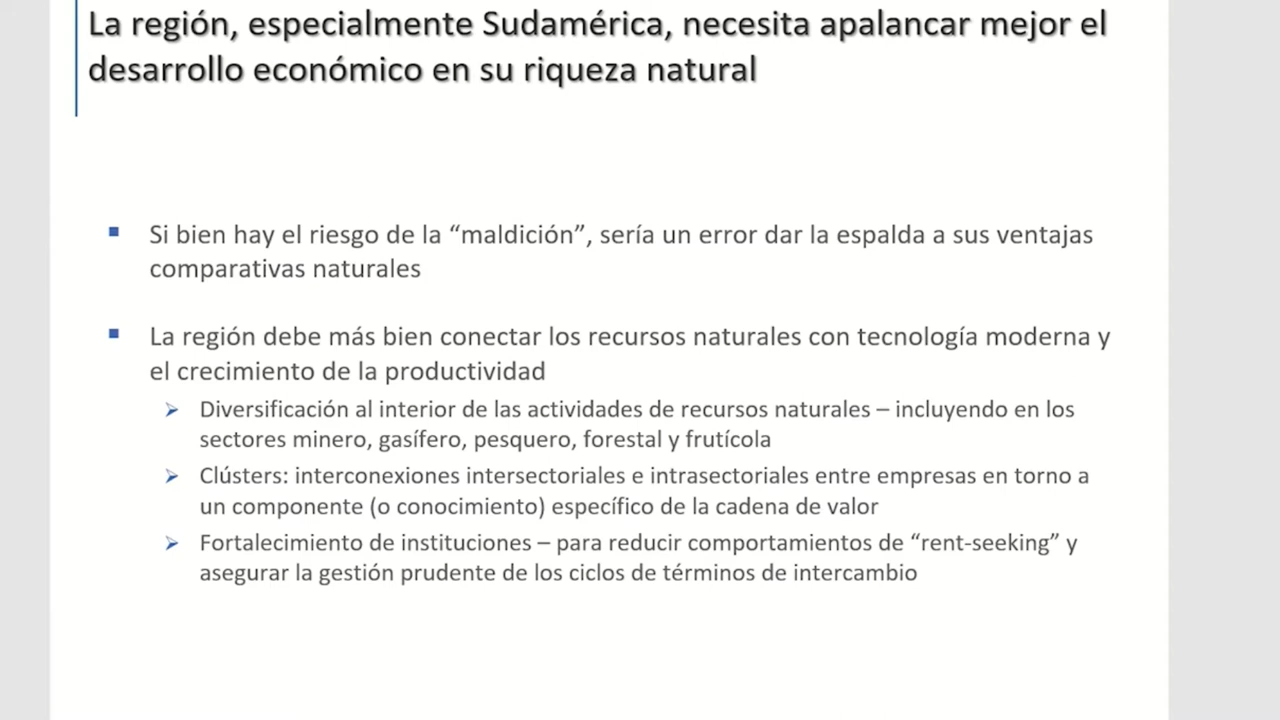 La región, especialmente Sudamérica, necesita apalancar mejor el
desarrollo económico en su riqueza natural
Si bien hay el riesgo de la “maldición”, sería un error dar la espalda a sus ventajas
comparativas naturales
La región debe más bien conectar los recursos naturales con tecnología moderna y
el crecimiento de la productividad
Diversificación al interior de las actividades de recursos naturales – incluyendo en los
sectores minero, gasífero, pesquero, forestal y frutícola
Clústers: interconexiones intersectoriales e intrasectoriales entre empresas en torno a
un componente (o conocimiento) específico de la cadena de valor
Fortalecimiento de instituciones – para reducir comportamientos de “rent-seeking” y
asegurar la gestión prudente de los ciclos de términos de intercambio